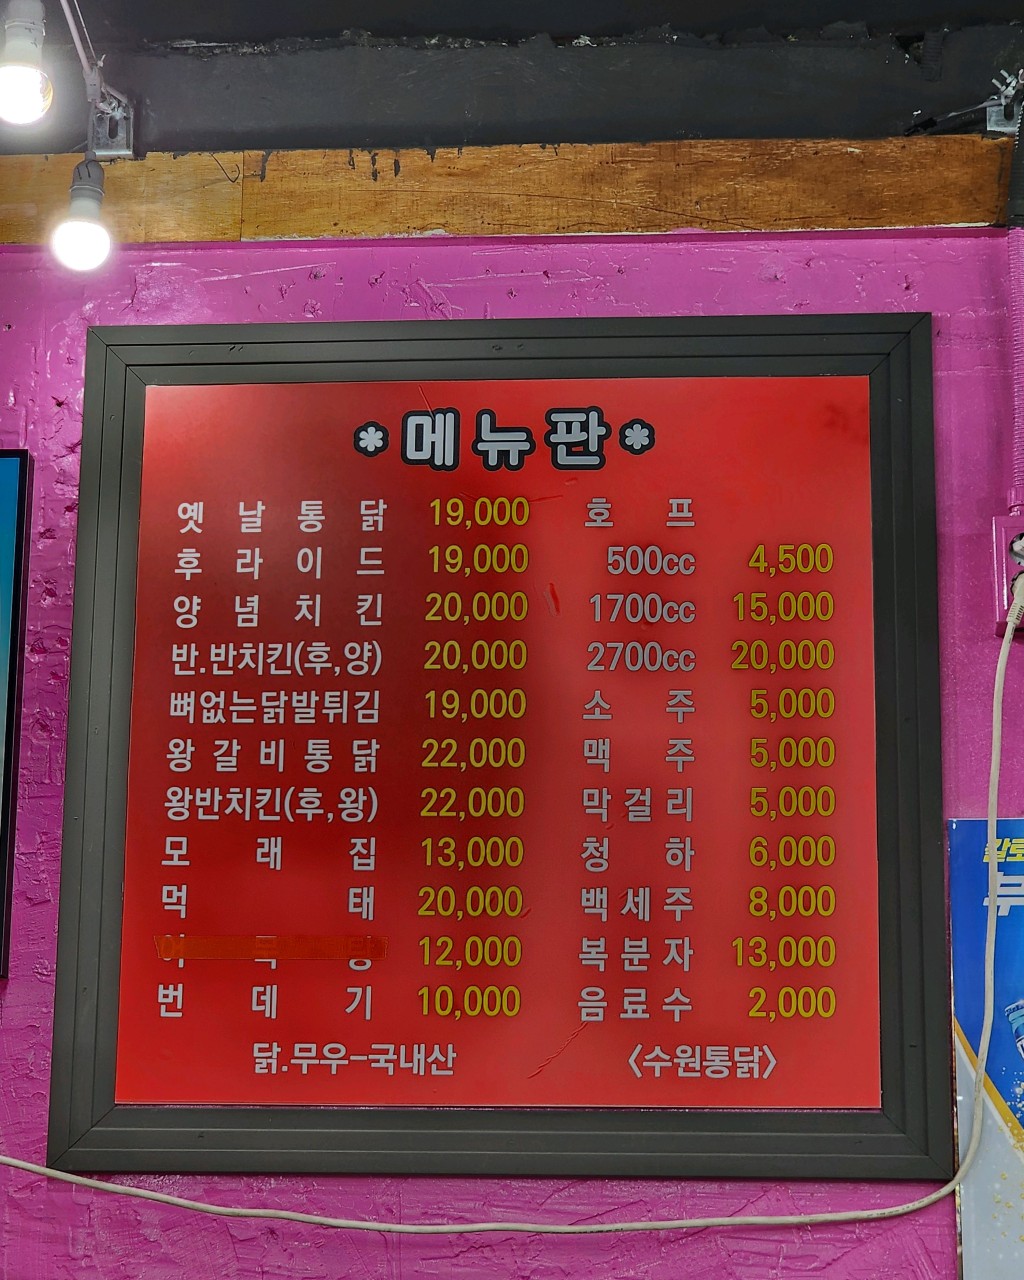 *메뉴판*
옛날통닭 19,000
후라이드 19,000
양념치킨 20,000
반.반치킨(후,양) 20,000
뼈없는닭발튀김 19,000
왕갈비통닭 22,000
왕반치킨(후,왕) 22,000
모래집 13,000
먹태 20,000
12,000
번데기 10,000
닭.무우-국내산
호프
500cc 4,500
1700cc 15,000
2700cc 20,000
소주 5,000
맥주 5,000
막걸리 5,000
청하 6,000
백세주 8,000
복분자 13,000
음료수 2,000
<수원통닭>